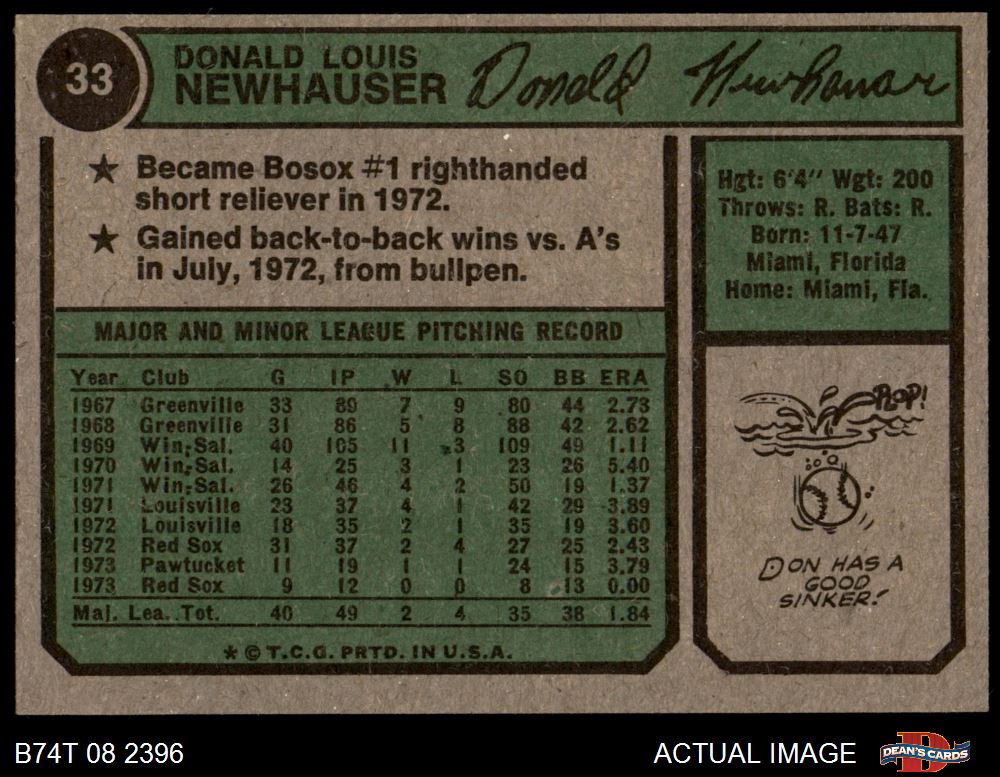 33
DONALD LOUIS
NEWHAUSER
Donald Newhauser
★ Became Bosox #1 righthanded
short reliever in 1972.
★ Gained back-to-back wins vs. A's
in July, 1972, from bullpen.
MAJOR AND MINOR LEAGUE PITCHING RECORD
Year Club G IP W L SO BB ERA
1967 Greenville 33 89 7 9 80 44 2.73
1968 Greenville 31 86 5 8 88 42 2.62
1969 Win-Sal. 40 105 11 3 109 49 1.11
1970 Win-Sal. 14 25 3 1 23 26 5.40
1971 Win-Sal. 26 46 4 2 50 19 1.37
1971 Louisville 23 37 4 1 42 29 3.89
1972 Louisville 18 35 2 1 35 19 3.60
1972 Red Sox 31 37 2 4 27 25 2.43
1973 Pawtucket 11 19 1 1 24 15 3.79
1973 Red Sox 9 12 0 0 8 13 0.00
Maj. Lea. Tot. 40 49 2 4 35 38 1.84
★ © T.C.G. PRTD. IN U.S.A.
Hgt: 6'4" Wgt: 200
Throws: R. Bats: R.
Born: 11-7-47
Miami, Florida
Home: Miami, Fla.
PLOP!
DON HAS A
GOOD
SINKER!
B74T 08 2396
ACTUAL IMAGE
DEAN'S CARDS